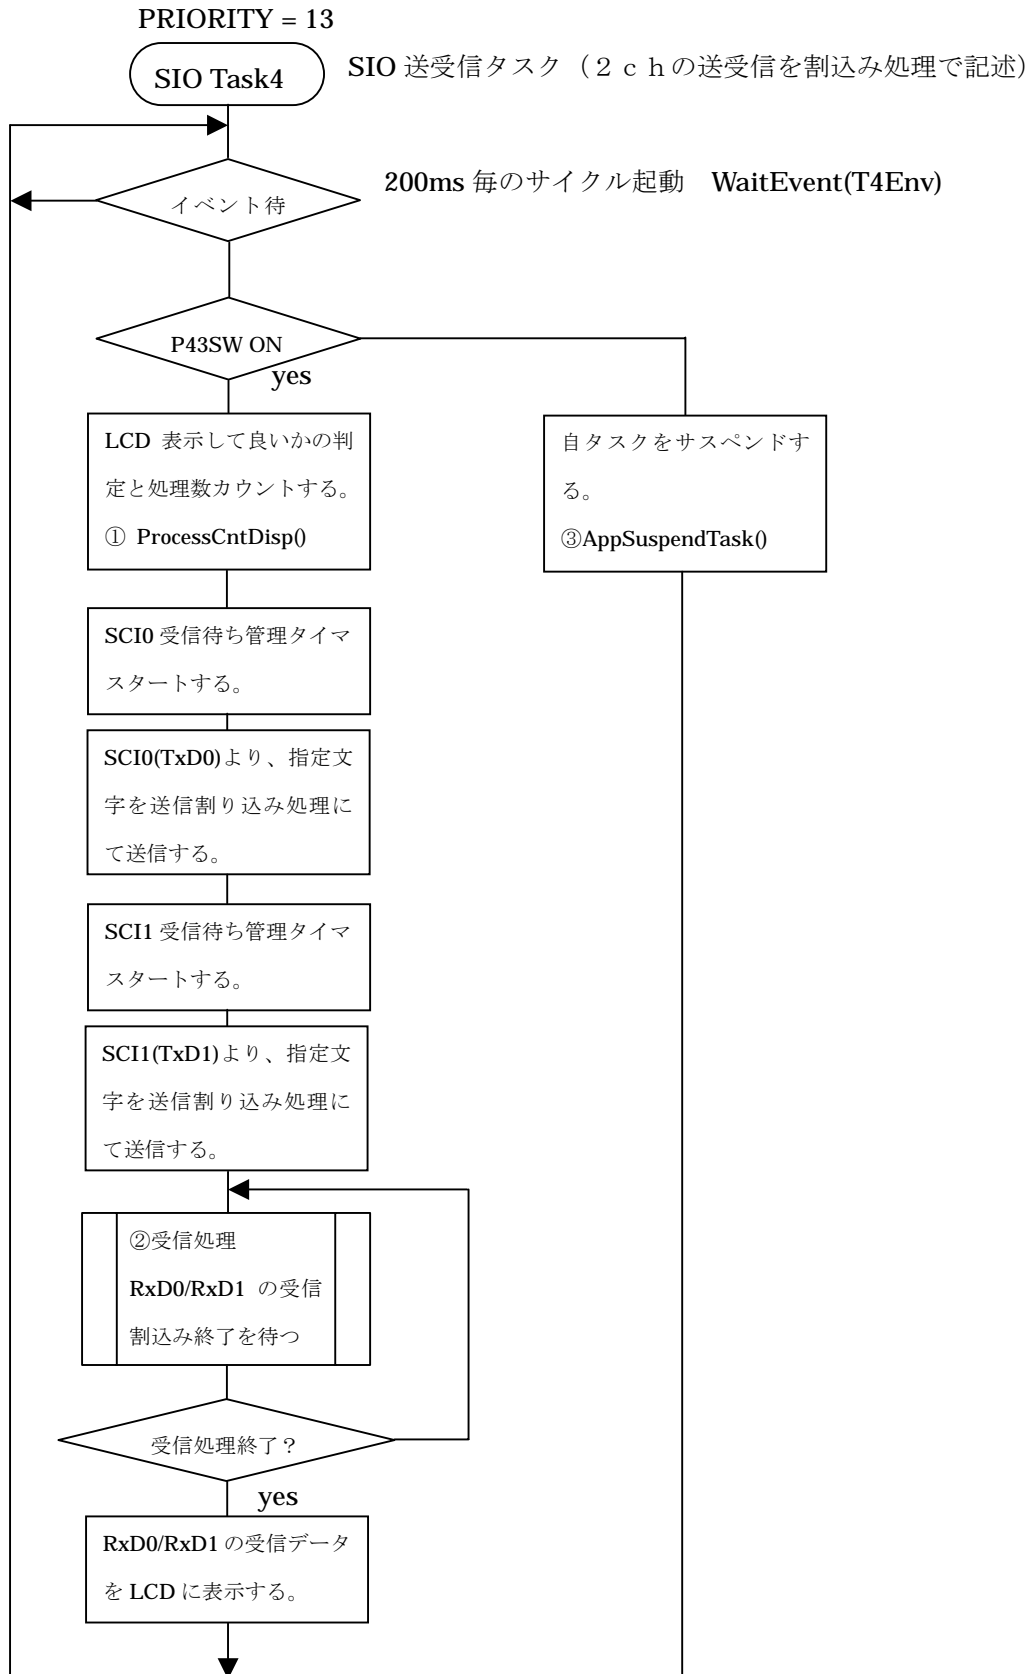 PRIORITY = 13
SIO Task4
SIO 送受信タスク（２ｃｈの送受信を割込み処理で記述）
イベント待
200ms 毎のサイクル起動　WaitEvent(T4Env)
P43SW ON
yes
LCD 表示して良いかの判
定と処理数カウントする。
① ProcessCntDisp()
自タスクをサスペンドす
る。
③AppSuspendTask()
SCI0 受信待ち管理タイマ
スタートする。
SCI0(TxD0)より、指定文
字を送信割り込み処理に
て送信する。
SCI1 受信待ち管理タイマ
スタートする。
SCI1(TxD1)より、指定文
字を送信割り込み処理に
て送信する。
②受信処理
RxD0/RxD1 の受信
割込み終了を待つ
受信処理終了？
yes
RxD0/RxD1 の受信データ
を LCD に表示する。